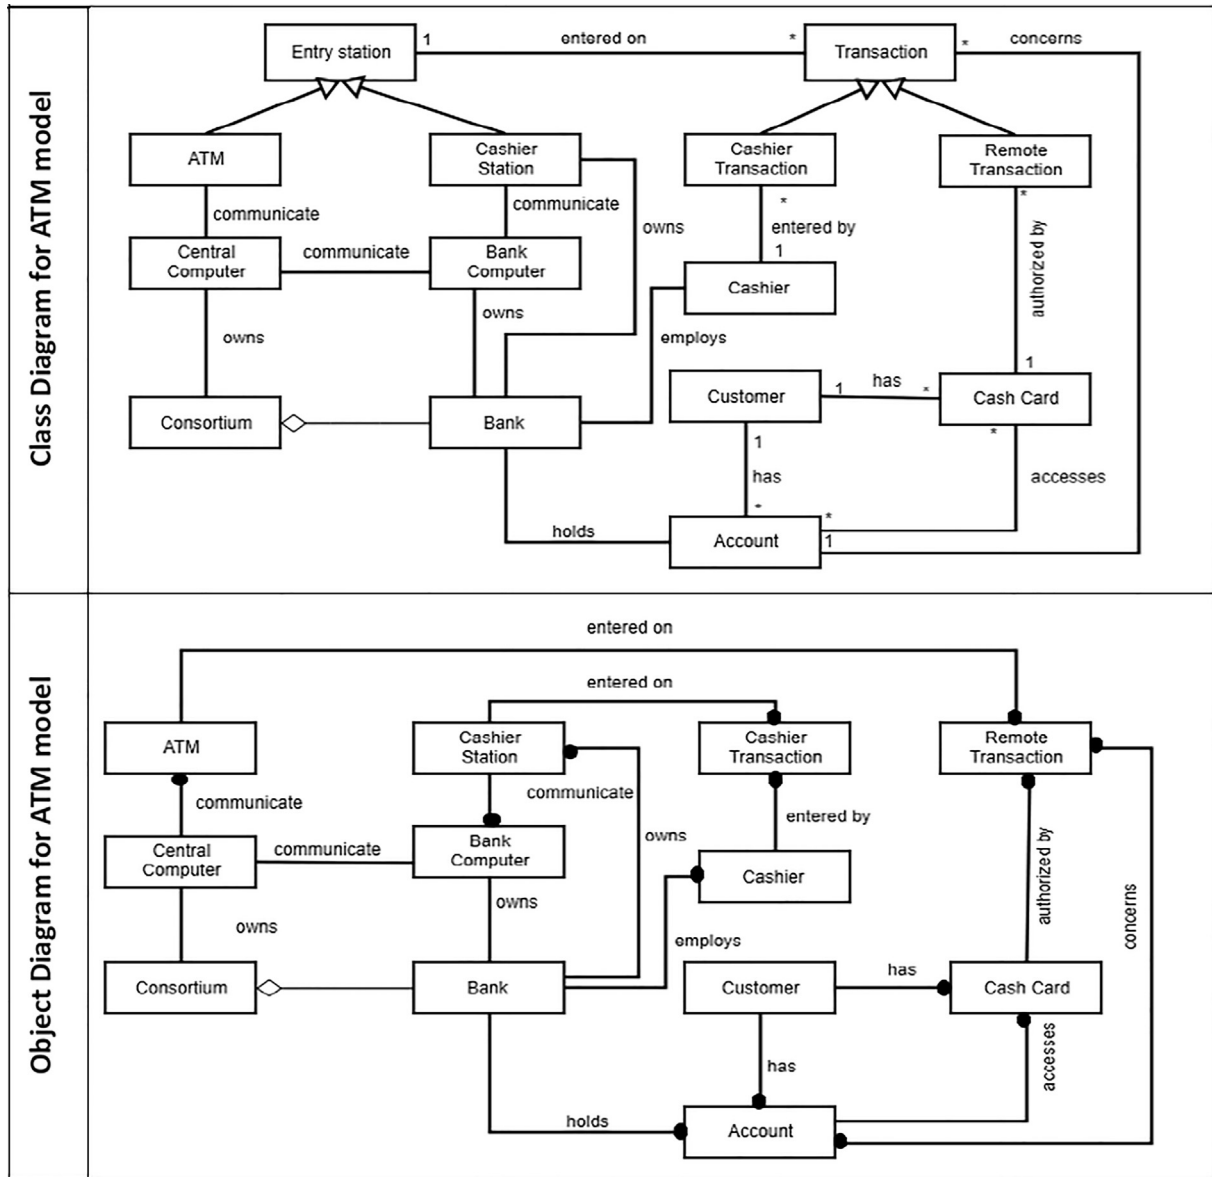 Class Diagram for ATM model
Entry station
1
entered on
*
Transaction
*
concerns
ATM
Cashier
Station
Cashier
Transaction
Remote
Transaction
communicate
communicate
owns
*
entered by
1
*
authorized by
1
Central
Computer
communicate
Bank
Computer
Cashier
owns
owns
employs
Customer
1
has
*
Cash Card
*
Consortium
Bank
1
has
*
accesses
holds
Account
*
1
Object Diagram for ATM model
entered on
entered on
ATM
Cashier
Station
Cashier
Transaction
Remote
Transaction
communicate
communicate
entered by
owns
authorized by
concerns
Central
Computer
communicate
Bank
Computer
Cashier
owns
owns
employs
Consortium
Bank
Customer
has
Cash Card
has
accesses
holds
Account